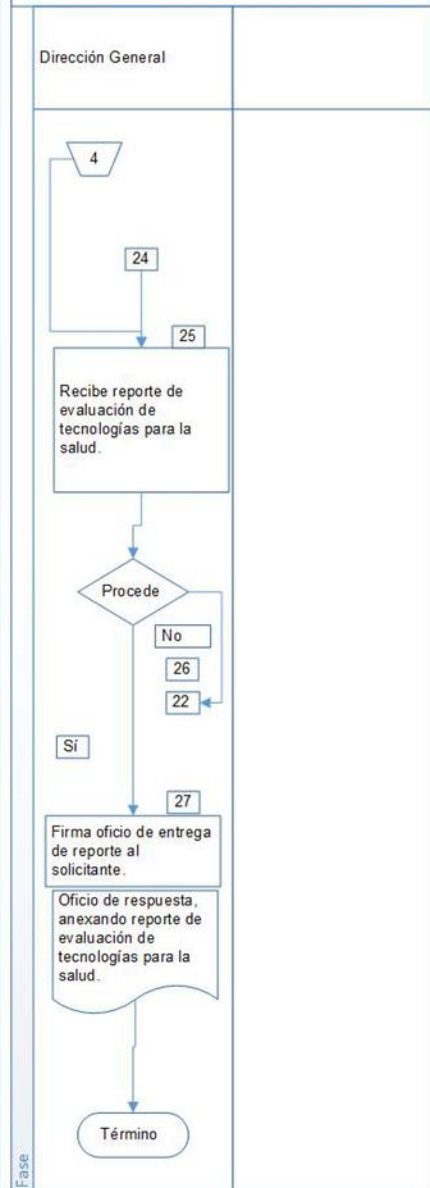 Dirección General
4
24
25
Recibe reporte de
evaluación de
tecnologías para la
salud.
Procede
No
26
22
Sí
27
Firma oficio de entrega
de reporte al
solicitante.
Oficio de respuesta,
anexando reporte de
evaluación de
tecnologías para la
salud.
Término
Fase